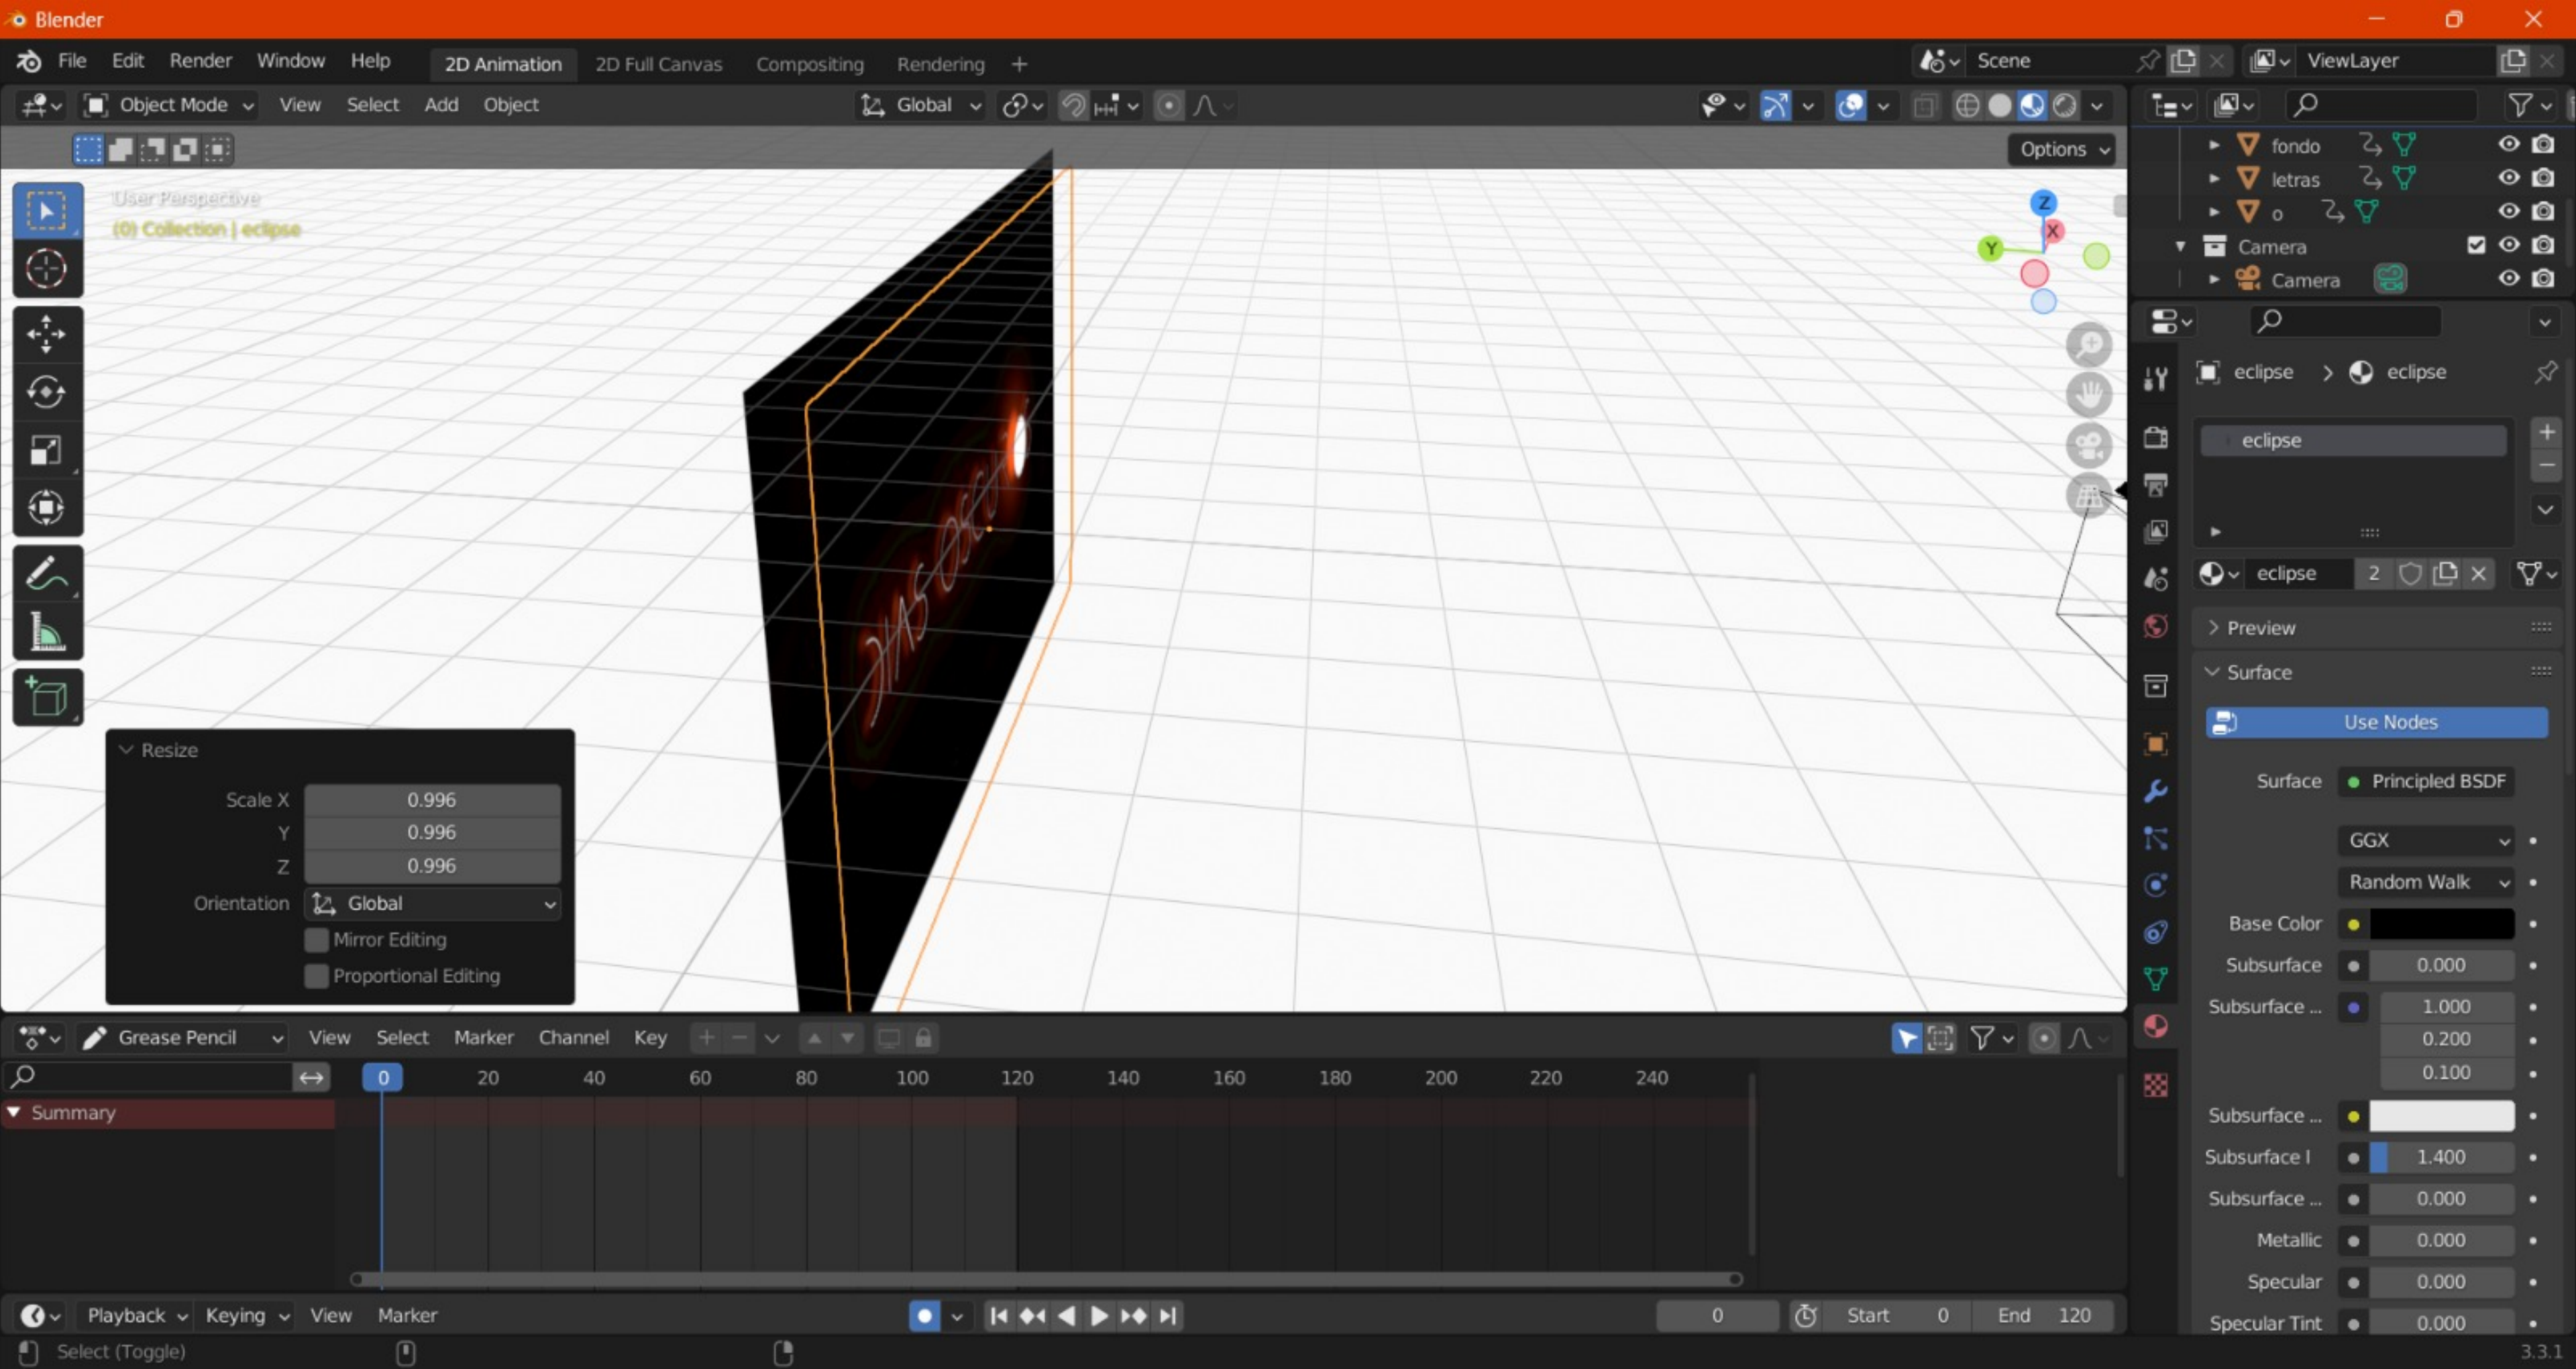 Blender
File Edit Render Window Help 2D Animation 2D Full Canvas Compositing Rendering + Scene ViewLayer
Object Mode View Select Add Object Global
Options
User Perspective
(0) Collection | eclipse
Z
X
Y
fondo
letras
o
Camera
Camera
eclipse > eclipse
eclipse
eclipse 2
Preview
Surface
Use Nodes
Surface Principled BSDF
GGX
Random Walk
Base Color
Subsurface 0.000
Subsurface ... 1.000
0.200
0.100
Subsurface ...
Subsurface I 1.400
Subsurface ... 0.000
Metallic 0.000
Specular 0.000
Specular Tint 0.000
Resize
Scale X 0.996
Y 0.996
Z 0.996
Orientation Global
Mirror Editing
Proportional Editing
Grease Pencil View Select Marker Channel Key
0 20 40 60 80 100 120 140 160 180 200 220 240
Summary
Playback Keying View Marker 0 Start 0 End 120
Select (Toggle) 3.3.1